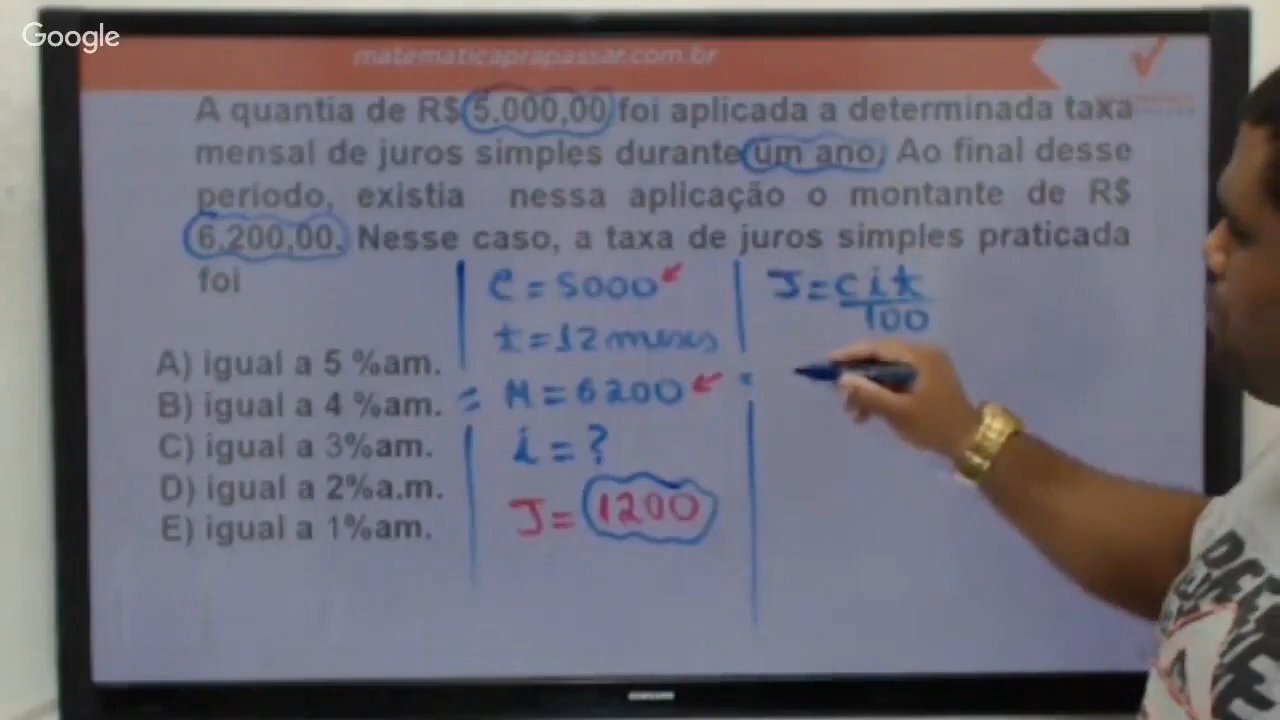 Google
matematicaprapassar.com.br
A quantia de R$ 5.000,00 foi aplicada a determinada taxa
mensal de juros simples durante um ano, Ao final desse
período, existia nessa aplicação o montante de R$
6.200,00. Nesse caso, a taxa de juros simples praticada
foi
A) igual a 5 %am.
B) igual a 4 %am.
C) igual a 3%am.
D) igual a 2%a.m.
E) igual a 1%am.
C = 5000
t = 12 meses
M = 6200
i = ?
J = 1200
J = cit
100